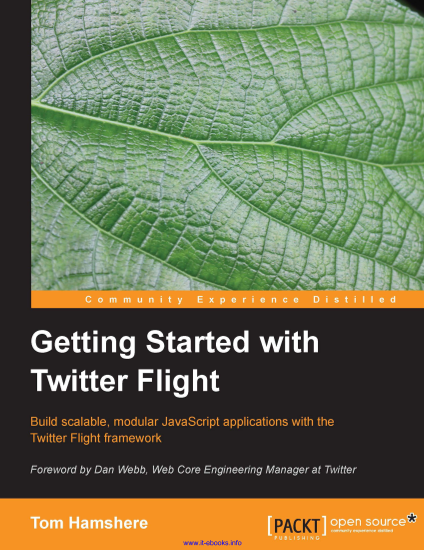 Community Experience Distilled
Getting Started with
Twitter Flight
Build scalable, modular JavaScript applications with the
Twitter Flight framework
Foreword by Dan Webb, Web Core Engineering Manager at Twitter
Tom Hamshere
[PACKT] open source*
PUBLISHING community experience distilled
www.it-ebooks.info